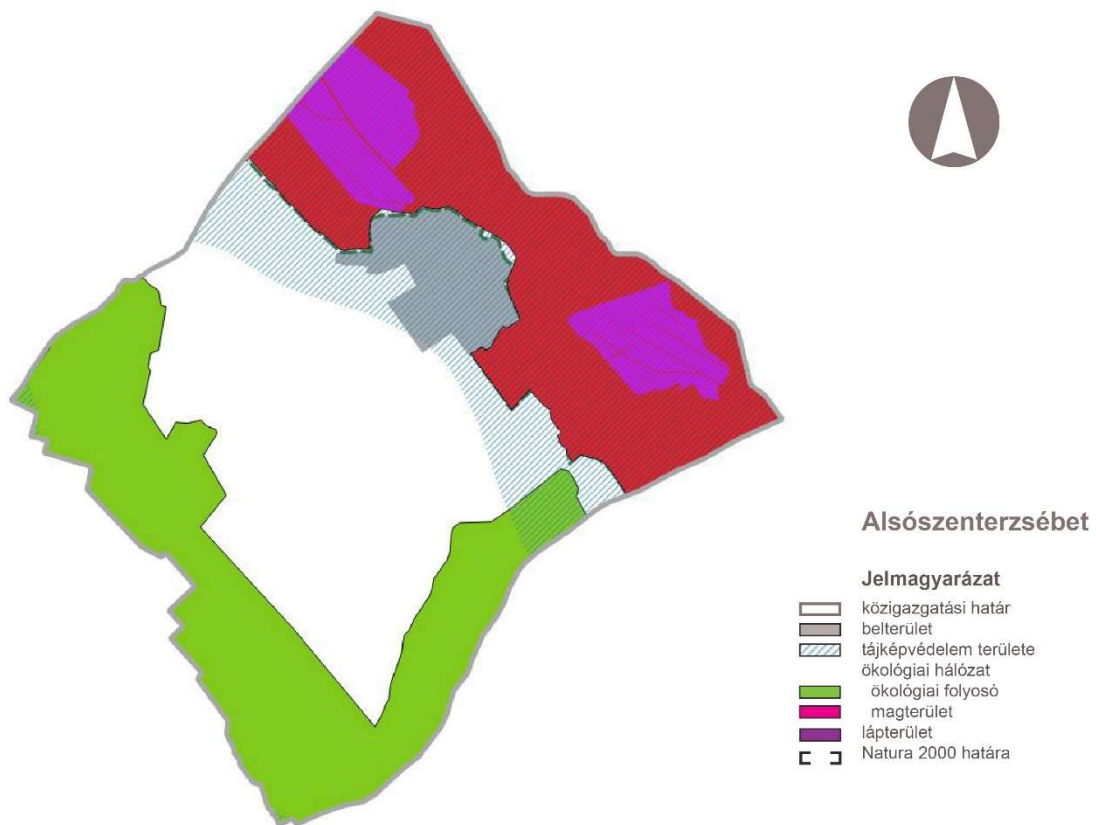 Alsószenterzsébet
Jelmagyarázat
közigazgatási határ
belterület
tájképvédelem területe
ökológiai hálózat
ökológiai folyosó
magterület
lápterület
Natura 2000 határa